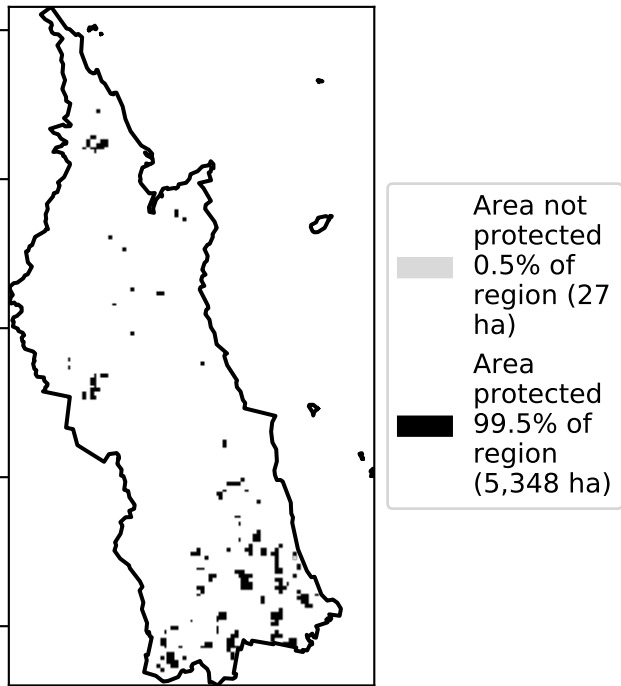 Area not
protected
0.5% of
region (27
ha)
Area
protected
99.5% of
region
(5,348 ha)